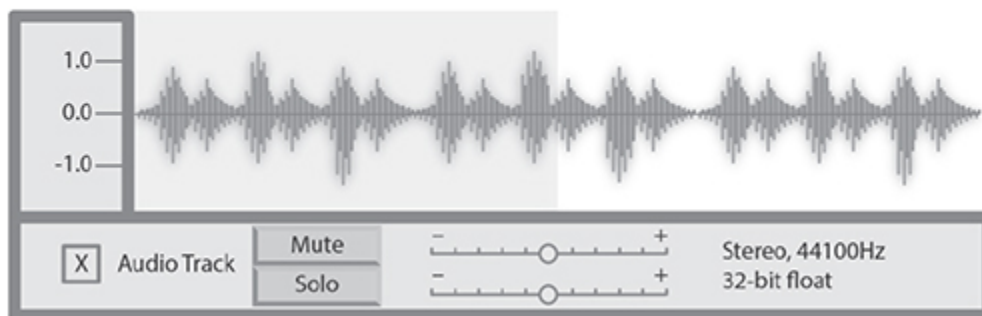 1.0
0.0
-1.0
X
Audio Track
Mute
Solo
- +
- +
Stereo, 44100Hz
32-bit float